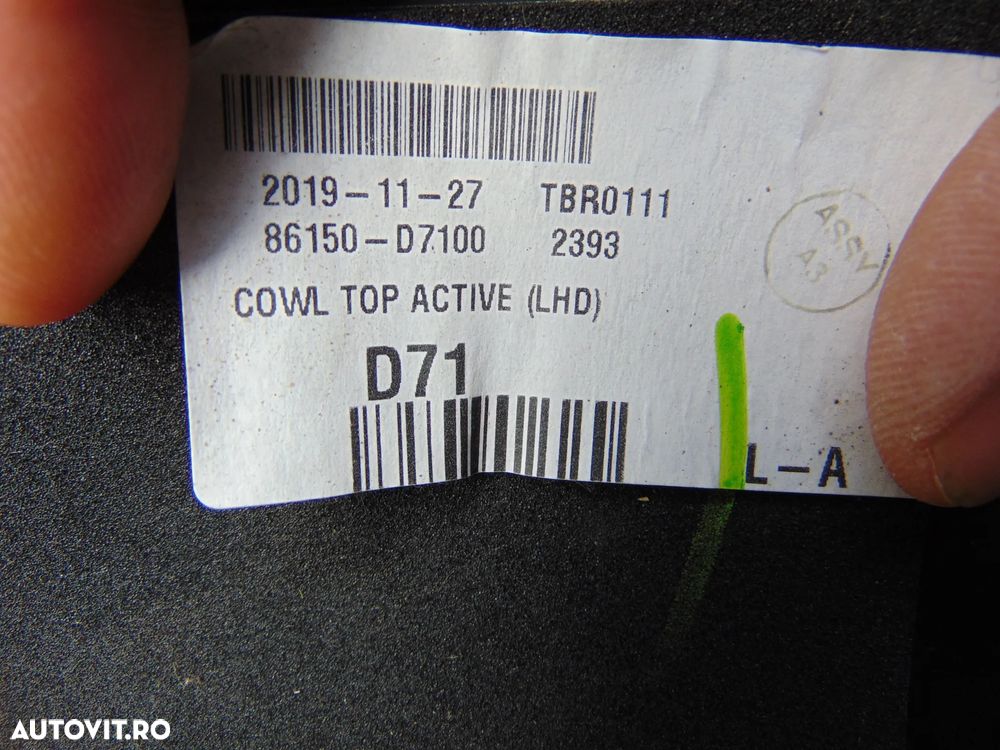 2019-11-27 TBR0111
86150-D7100 2393
COWL TOP ACTIVE (LHD)
ASSY
A3
D71
L-A
AUTOVIT.RO